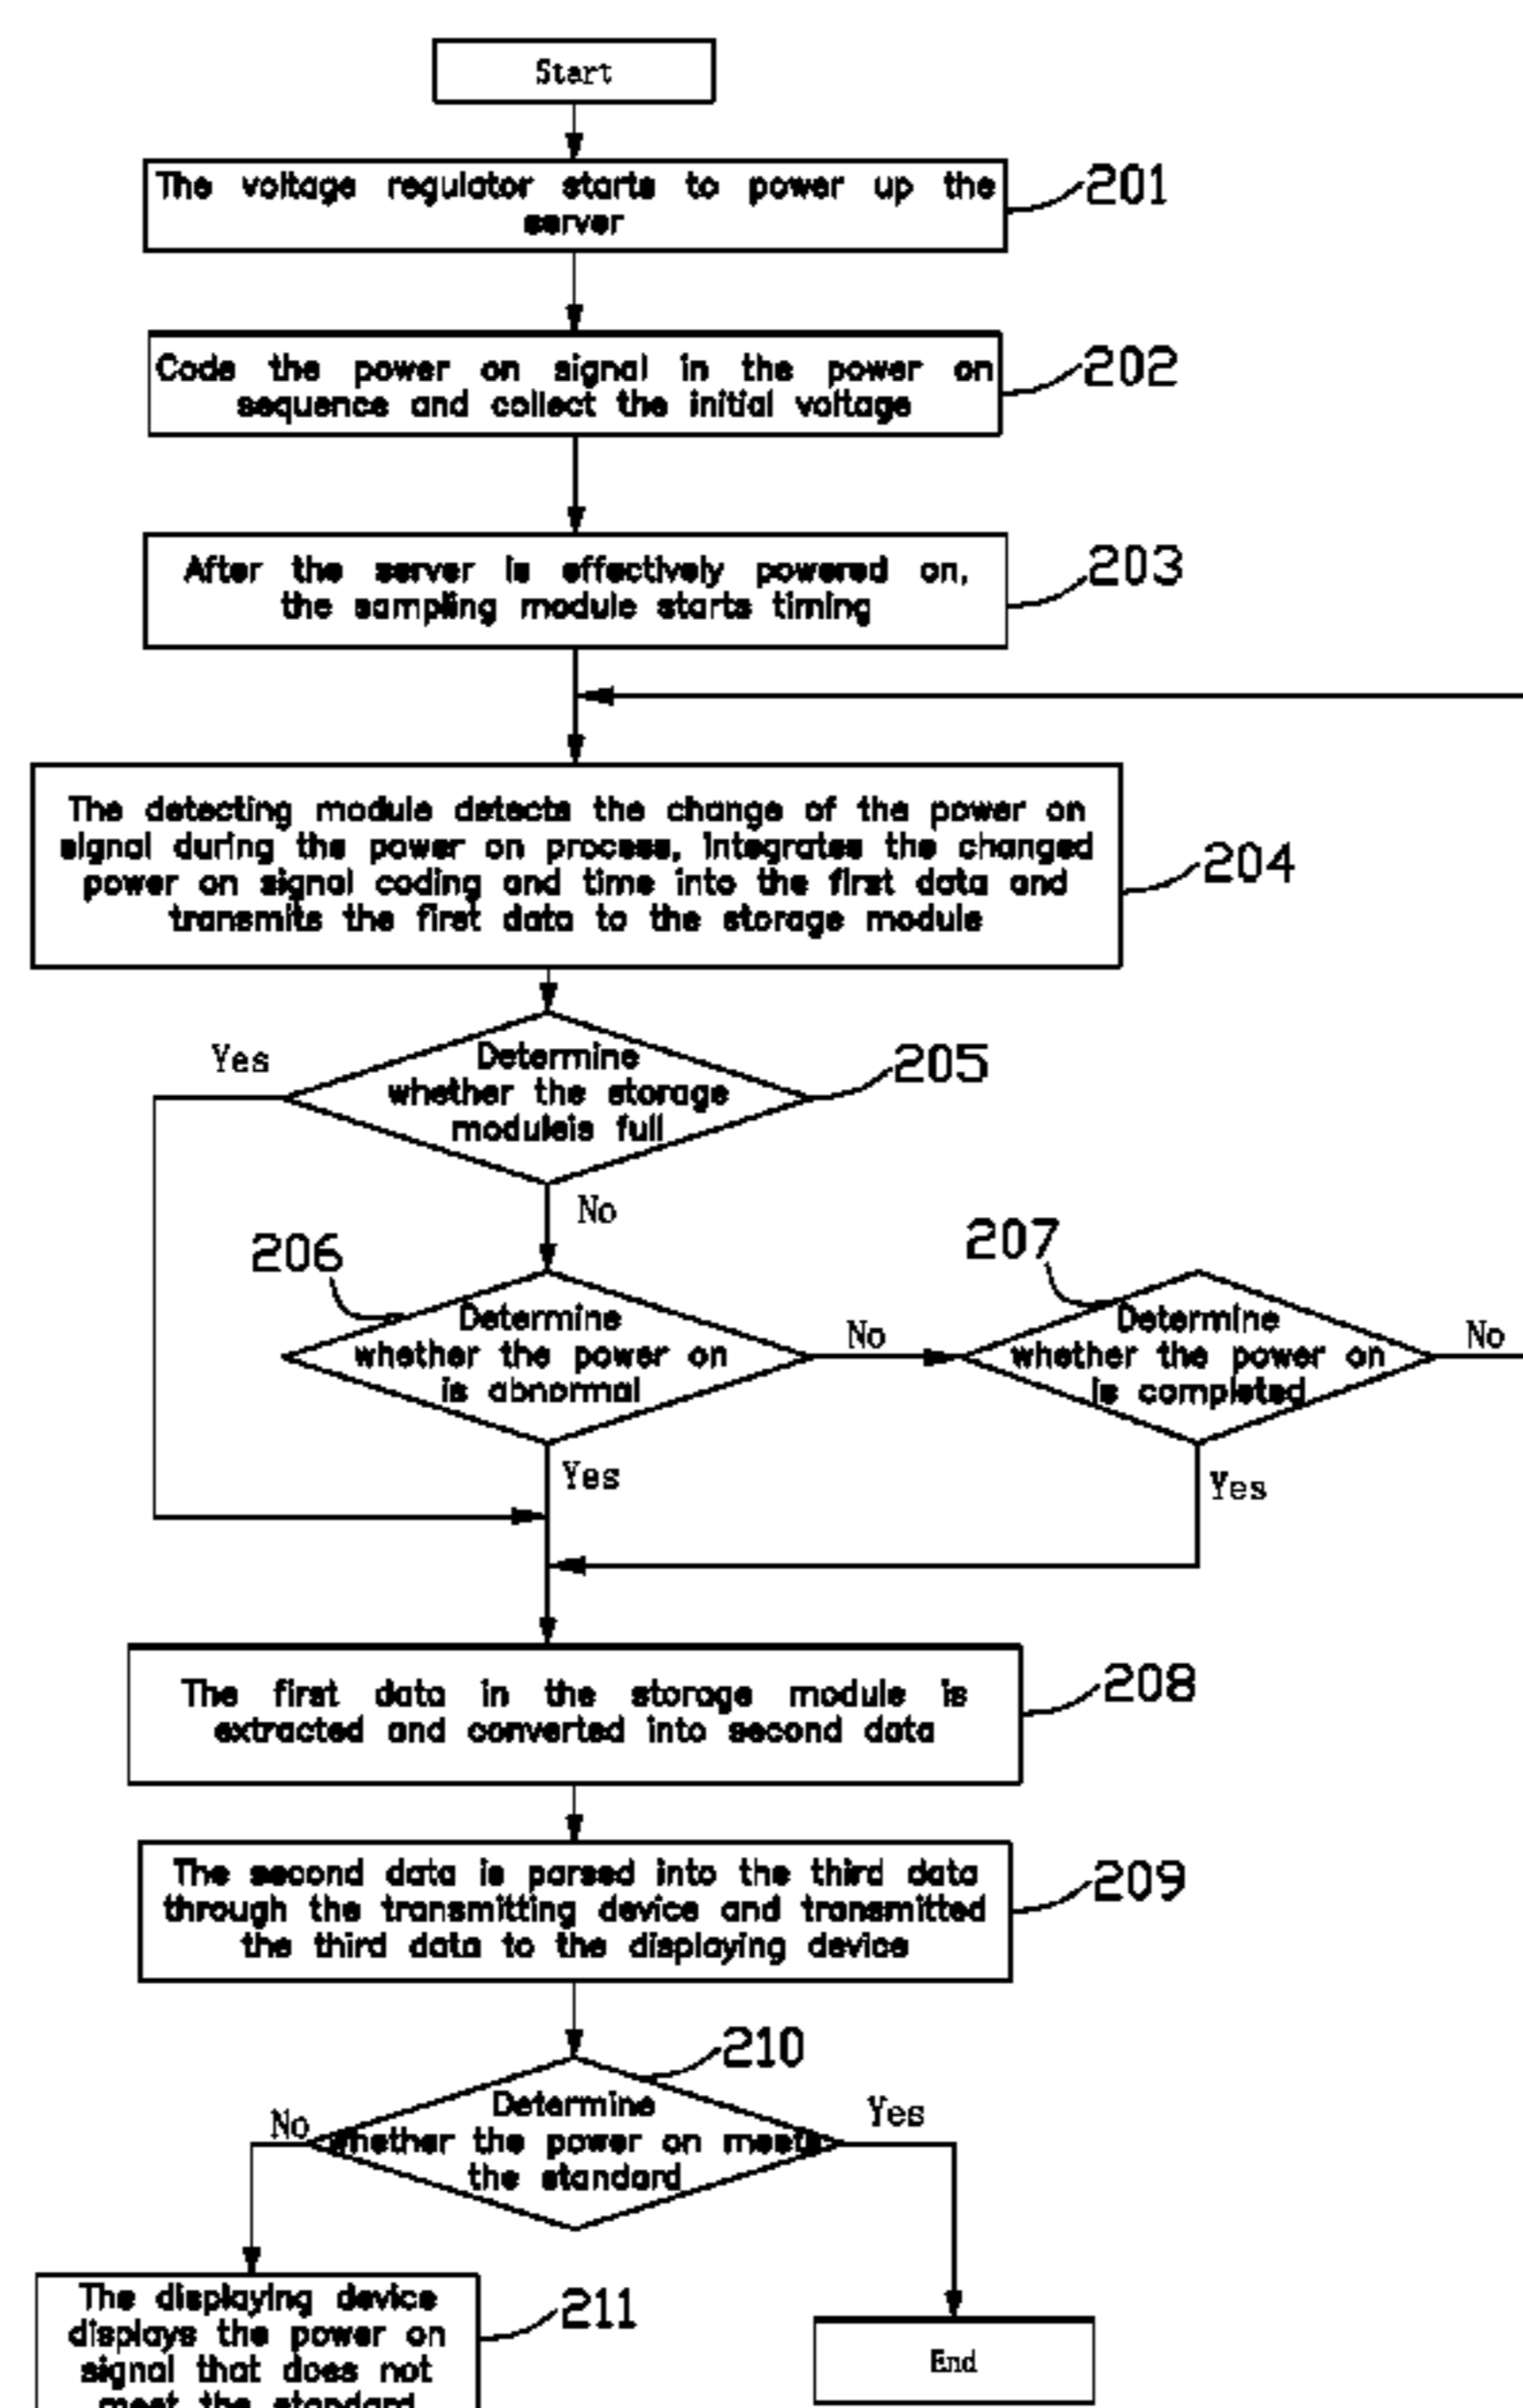 Start
The voltage regulator starts to power up the
server
201
Code the power on signal in the power on
sequence and collect the initial voltage
202
After the server is effectively powered on,
the sampling module starts timing
203
The detecting module detects the change of the power on
signal during the power on process, integrates the changed
power on signal coding and time into the first data and
transmits the first data to the storage module
204
Yes
Determine
whether the storage
moduleis full
205
No
206
Determine
whether the power on
is abnormal
No
207
Determine
whether the power on
is completed
No
Yes
Yes
The first data in the storage module is
extracted and converted into second data
208
The second data is parsed into the third data
through the transmitting device and transmitted
the third data to the displaying device
209
210
No
Determine
whether the power on meets
the standard
Yes
The displaying device
displays the power on
signal that does not
meet the standard
211
End